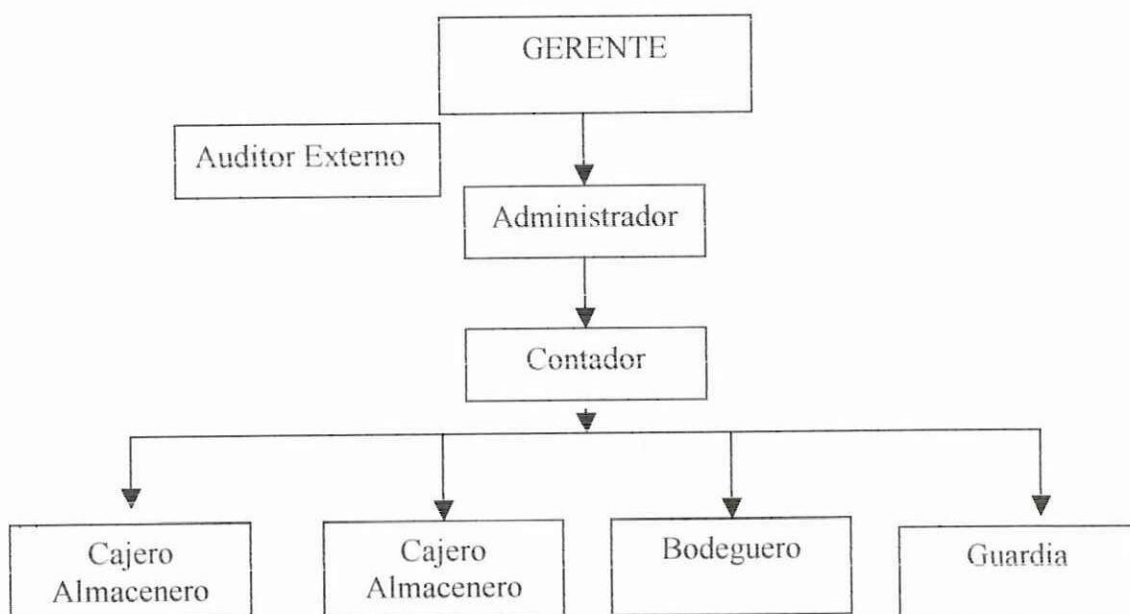 GERENTE
Auditor Externo
Administrador
Contador
Cajero
Almacenero
Cajero
Almacenero
Bodeguero
Guardia